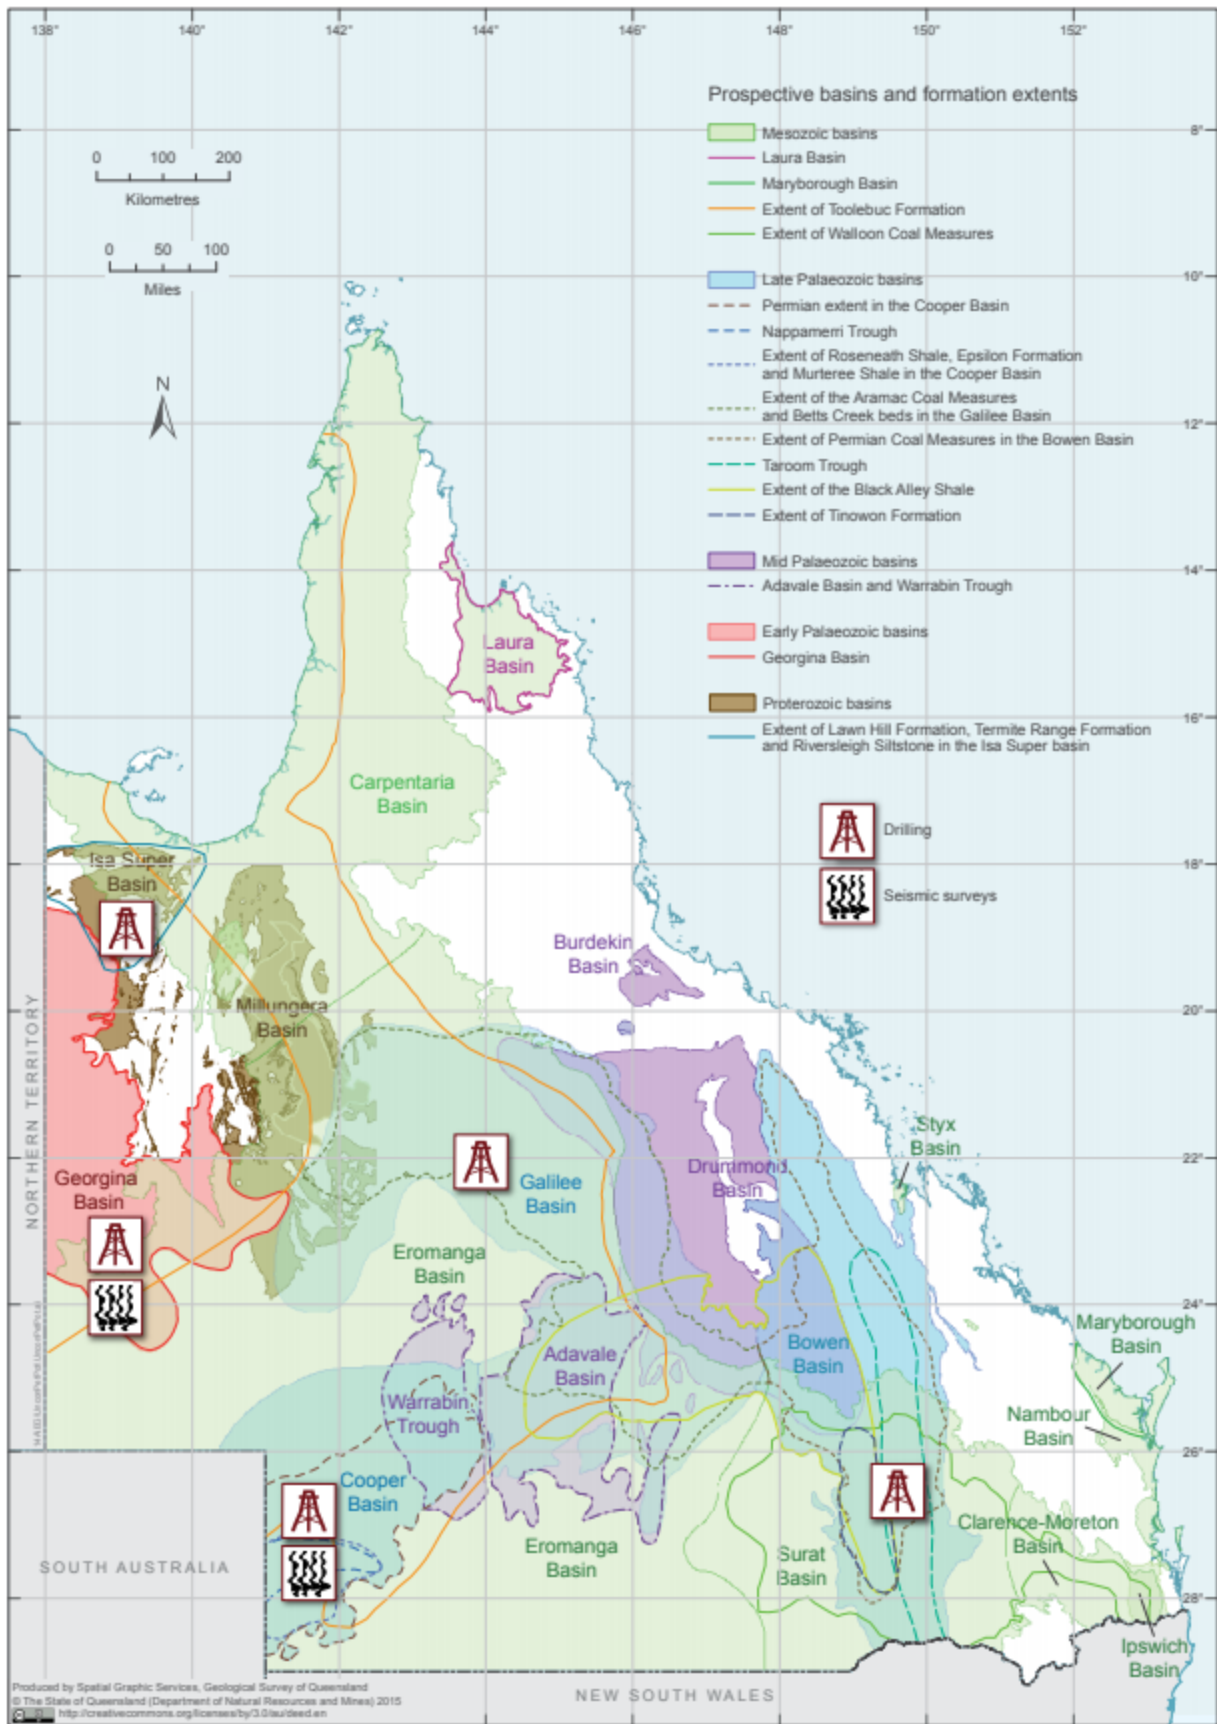 138°
140°
142°
144°
146°
148°
150°
152°
Prospective basins and formation extents
Mesozoic basins
Laura Basin
Maryborough Basin
Extent of Toolebuc Formation
Extent of Walloon Coal Measures
Late Palaeozoic basins
Permian extent in the Cooper Basin
Nappamerri Trough
Extent of Roseneath Shale, Epsilon Formation
and Murteree Shale in the Cooper Basin
Extent of the Aramac Coal Measures
and Betts Creek beds in the Galilee Basin
Extent of Permian Coal Measures in the Bowen Basin
Taroom Trough
Extent of the Black Alley Shale
Extent of Tinowon Formation
Mid Palaeozoic basins
Adavale Basin and Warrabin Trough
Early Palaeozoic basins
Georgina Basin
Proterozoic basins
Extent of Lawn Hill Formation, Termite Range Formation
and Riversleigh Siltstone in the Isa Super basin
Drilling
Seismic surveys
0 100 200
Kilometres
0 50 100
Miles
N
8°
10°
12°
14°
16°
18°
20°
22°
24°
26°
28°
Laura
Basin
Carpentaria
Basin
Isa Super
Basin
Burdekin
Basin
Millungera
Basin
NORTHERN TERRITORY
Styx
Basin
Drummond
Basin
Georgina
Basin
Galilee
Basin
Eromanga
Basin
Maryborough
Basin
Bowen
Basin
Adavale
Basin
Warrabin
Trough
Nambour
Basin
Cooper
Basin
Clarence-Moreton
Basin
Eromanga
Basin
Surat
Basin
SOUTH AUSTRALIA
Ipswich
Basin
NEW SOUTH WALES
Produced by Spatial Graphic Services, Geological Survey of Queensland
© The State of Queensland (Department of Natural Resources and Mines) 2015
http://creativecommons.org/licenses/by/3.0/au/deed.en